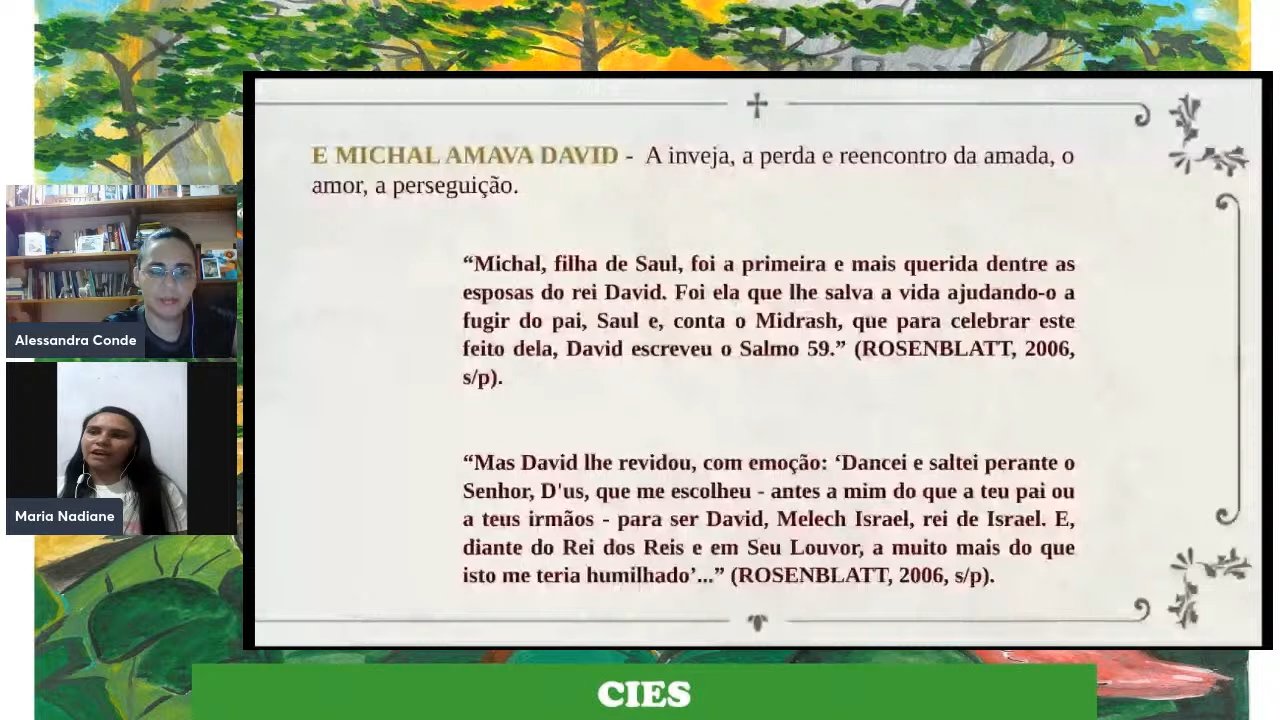 E MICHAL AMAVA DAVID - A inveja, a perda e reencontro da amada, o
amor, a perseguição.
“Michal, filha de Saul, foi a primeira e mais querida dentre as
esposas do rei David. Foi ela que lhe salva a vida ajudando-o a
fugir do pai, Saul e, conta o Midrash, que para celebrar este
feito dela, David escreveu o Salmo 59.” (ROSENBLATT, 2006,
s/p).
“Mas David lhe revidou, com emoção: ‘Dancei e saltei perante o
Senhor, D'us, que me escolheu - antes a mim do que a teu pai ou
a teus irmãos - para ser David, Melech Israel, rei de Israel. E,
diante do Rei dos Reis e em Seu Louvor, a muito mais do que
isto me teria humilhado’...” (ROSENBLATT, 2006, s/p).
Alessandra Conde
Maria Nadiane
CIES